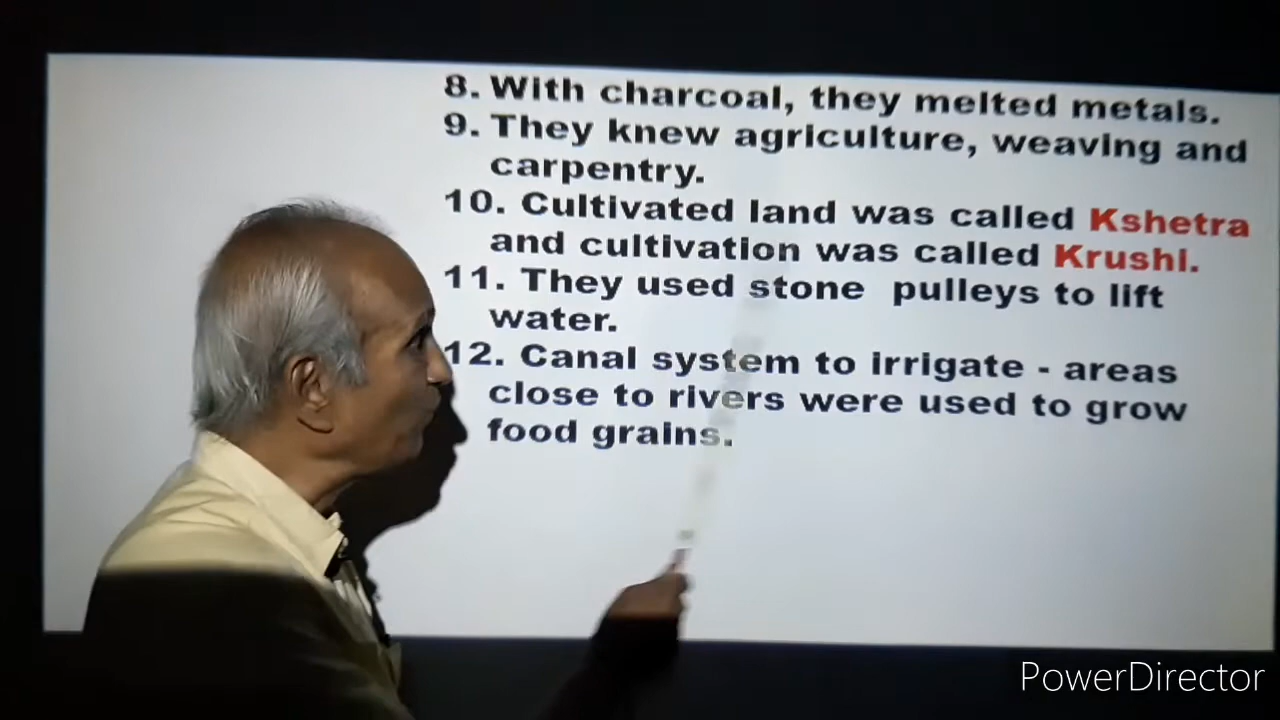 8. With charcoal, they melted metals.
9. They knew agriculture, weaving and
carpentry.
10. Cultivated land was called Kshetra
and cultivation was called Krushi.
11. They used stone pulleys to lift
water.
12. Canal system to irrigate - areas
close to rivers were used to grow
food grains.
PowerDirector